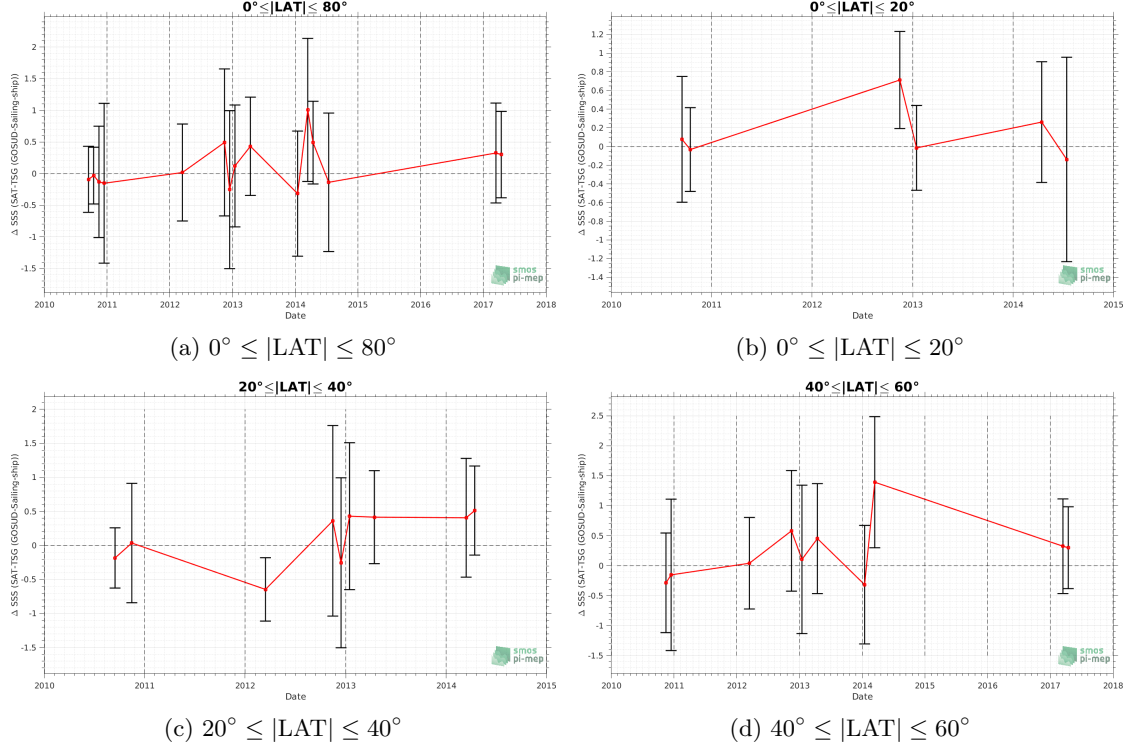 0°≤|LAT|≤ 80°
Δ SSS (SAT-TSG (GOSUD-Sailing-ship))
2
1.5
1
0.5
0
-0.5
-1
-1.5
2010 2011 2012 2013 2014 2015 2016 2017 2018
Date
smos
pi-mep
(a) 0° ≤ |LAT| ≤ 80°
0°≤|LAT|≤ 20°
Δ SSS (SAT-TSG (GOSUD-Sailing-ship))
1.2
1
0.8
0.6
0.4
0.2
0
-0.2
-0.4
-0.6
-0.8
-1
-1.2
-1.4
2010 2011 2012 2013 2014 2015
Date
smos
pi-mep
(b) 0° ≤ |LAT| ≤ 20°
20°≤|LAT|≤ 40°
Δ SSS (SAT-TSG (GOSUD-Sailing-ship))
2
1.5
1
0.5
0
-0.5
-1
-1.5
2010 2011 2012 2013 2014 2015
Date
smos
pi-mep
(c) 20° ≤ |LAT| ≤ 40°
40°≤|LAT|≤ 60°
Δ SSS (SAT-TSG (GOSUD-Sailing-ship))
2.5
2
1.5
1
0.5
0
-0.5
-1
-1.5
2010 2011 2012 2013 2014 2015 2016 2017 2018
Date
smos
pi-mep
(d) 40° ≤ |LAT| ≤ 60°